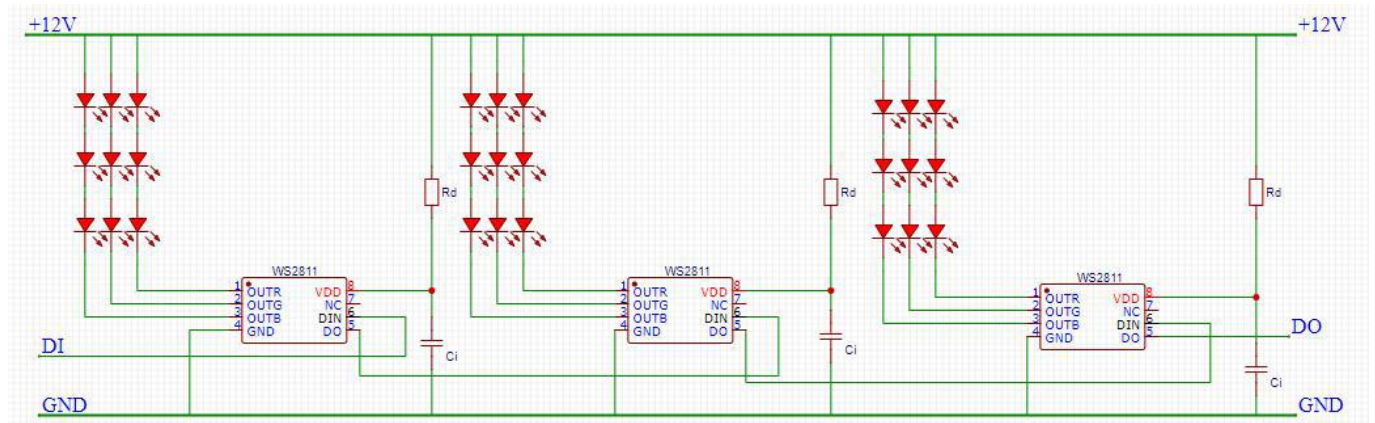 +12V
+12V
Rd
Rd
Rd
WS2811
1 OUTR VDD 8
2 OUTG NC 7
3 OUTB DIN 6
4 GND DO 5
WS2811
1 OUTR VDD 8
2 OUTG NC 7
3 OUTB DIN 6
4 GND DO 5
WS2811
1 OUTR VDD 8
2 OUTG NC 7
3 OUTB DIN 6
4 GND DO 5
DI
DO
Ci
Ci
Ci
GND
GND